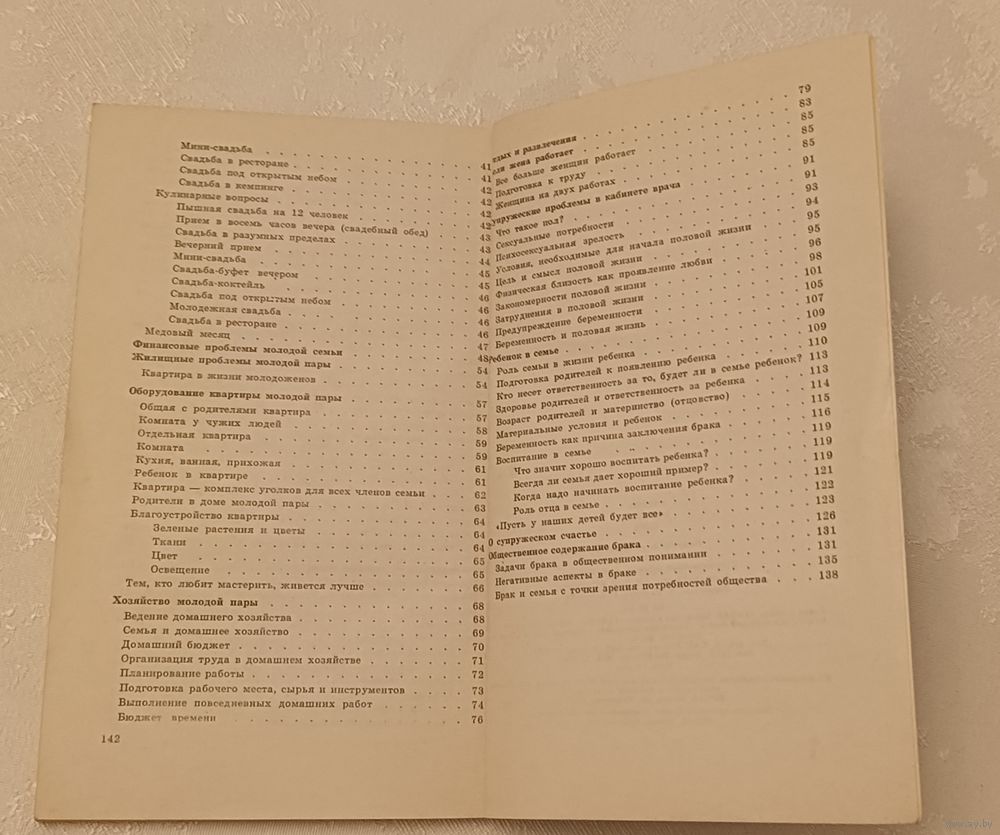 Мини-свадьба . . . . . . . . . . 41
Свадьба в ресторане . . . . . . . . . . 41
Свадьба под открытым небом . . . . . . . . . . 42
Свадьба в кемпинге . . . . . . . . . . 42
Кулинарные вопросы . . . . . . . . . . 42
Пышная свадьба на 12 человек . . . . . . . . 42
Прием в восемь часов вечера (свадебный обед) . . . 43
Свадьба в разумных пределах . . . . . . . . 43
Вечерний прием . . . . . . . . . . 44
Мини-свадьба . . . . . . . . . . 45
Свадьба-буфет вечером . . . . . . . . . . 45
Свадьба-коктейль . . . . . . . . . . 46
Свадьба под открытым небом . . . . . . . . 46
Молодежная свадьба . . . . . . . . . . 46
Свадьба в ресторане . . . . . . . . . . 46
Медовый месяц . . . . . . . . . . 47
Финансовые проблемы молодой семьи . . . . . . . . 48
Жилищные проблемы молодой пары . . . . . . . . 54
Квартира в жизни молодоженов . . . . . . . . 54
Оборудование квартиры молодой пары . . . . . . . . 57
Общая с родителями квартира . . . . . . . . 57
Комната у чужих людей . . . . . . . . . . 58
Отдельная квартира . . . . . . . . . . 59
Комната . . . . . . . . . . 59
Кухня, ванная, прихожая . . . . . . . . . . 61
Ребенок в квартире . . . . . . . . . . 61
Квартира — комплекс уголков для всех членов семьи . . . 62
Родители в доме молодой пары . . . . . . . . 63
Благоустройство квартиры . . . . . . . . . . 64
Зеленые растения и цветы . . . . . . . . 64
Ткани . . . . . . . . . . 64
Цвет . . . . . . . . . . 65
Освещение . . . . . . . . . . 65
Тем, кто любит мастерить, живется лучше . . . . . . 66
Хозяйство молодой пары . . . . . . . . . . 68
Ведение домашнего хозяйства . . . . . . . . 68
Семья и домашнее хозяйство . . . . . . . . 69
Домашний бюджет . . . . . . . . . . 70
Организация труда в домашнем хозяйстве . . . . . . 71
Планирование работы . . . . . . . . . . 72
Подготовка рабочего места, сырья и инструментов . . . . 73
Выполнение повседневных домашних работ . . . . . . 74
Бюджет времени . . . . . . . . . . 76
142
тдых и развлечения . . . . . . . . . . 79
ли жена работает . . . . . . . . . . 83
Все больше женщин работает . . . . . . . . 85
Подготовка к труду . . . . . . . . . . 85
Женщина на двух работах . . . . . . . . 85
упружеские проблемы в кабинете врача . . . . . . 91
Что такое пол? . . . . . . . . . . 91
Сексуальные потребности . . . . . . . . 93
Психосексуальная зрелость . . . . . . . . 94
Условия, необходимые для начала половой жизни . . . 95
Цель и смысл половой жизни . . . . . . . . 95
Физическая близость как проявление любви . . . . 96
Закономерности половой жизни . . . . . . . . 98
Затруднения в половой жизни . . . . . . . . 101
Предупреждение беременности . . . . . . . . 105
Беременность и половая жизнь . . . . . . . . 107
ебенок в семье . . . . . . . . . . 109
Роль семьи в жизни ребенка . . . . . . . . 109
Подготовка родителей к появлению ребенка . . . . 110
Кто несет ответственность за то, будет ли в семье ребенок? 113
Здоровье родителей и ответственность за ребенка . . . 113
Возраст родителей и материнство (отцовство) . . . . 114
Материальные условия и ребенок . . . . . . 115
Беременность как причина заключения брака . . . . 116
Воспитание в семье . . . . . . . . . . 119
Что значит хорошо воспитать ребенка? . . . . . . 119
Всегда ли семья дает хороший пример? . . . . . . 119
Когда надо начинать воспитание ребенка? . . . . 121
Роль отца в семье . . . . . . . . . . 122
«Пусть у наших детей будет все» . . . . . . 123
О супружеском счастье . . . . . . . . . . 126
Общественное содержание брака . . . . . . . . 131
Задачи брака в общественном понимании . . . . . . 131
Негативные аспекты в браке . . . . . . . . 135
Брак и семья с точки зрения потребностей общества . . . 138